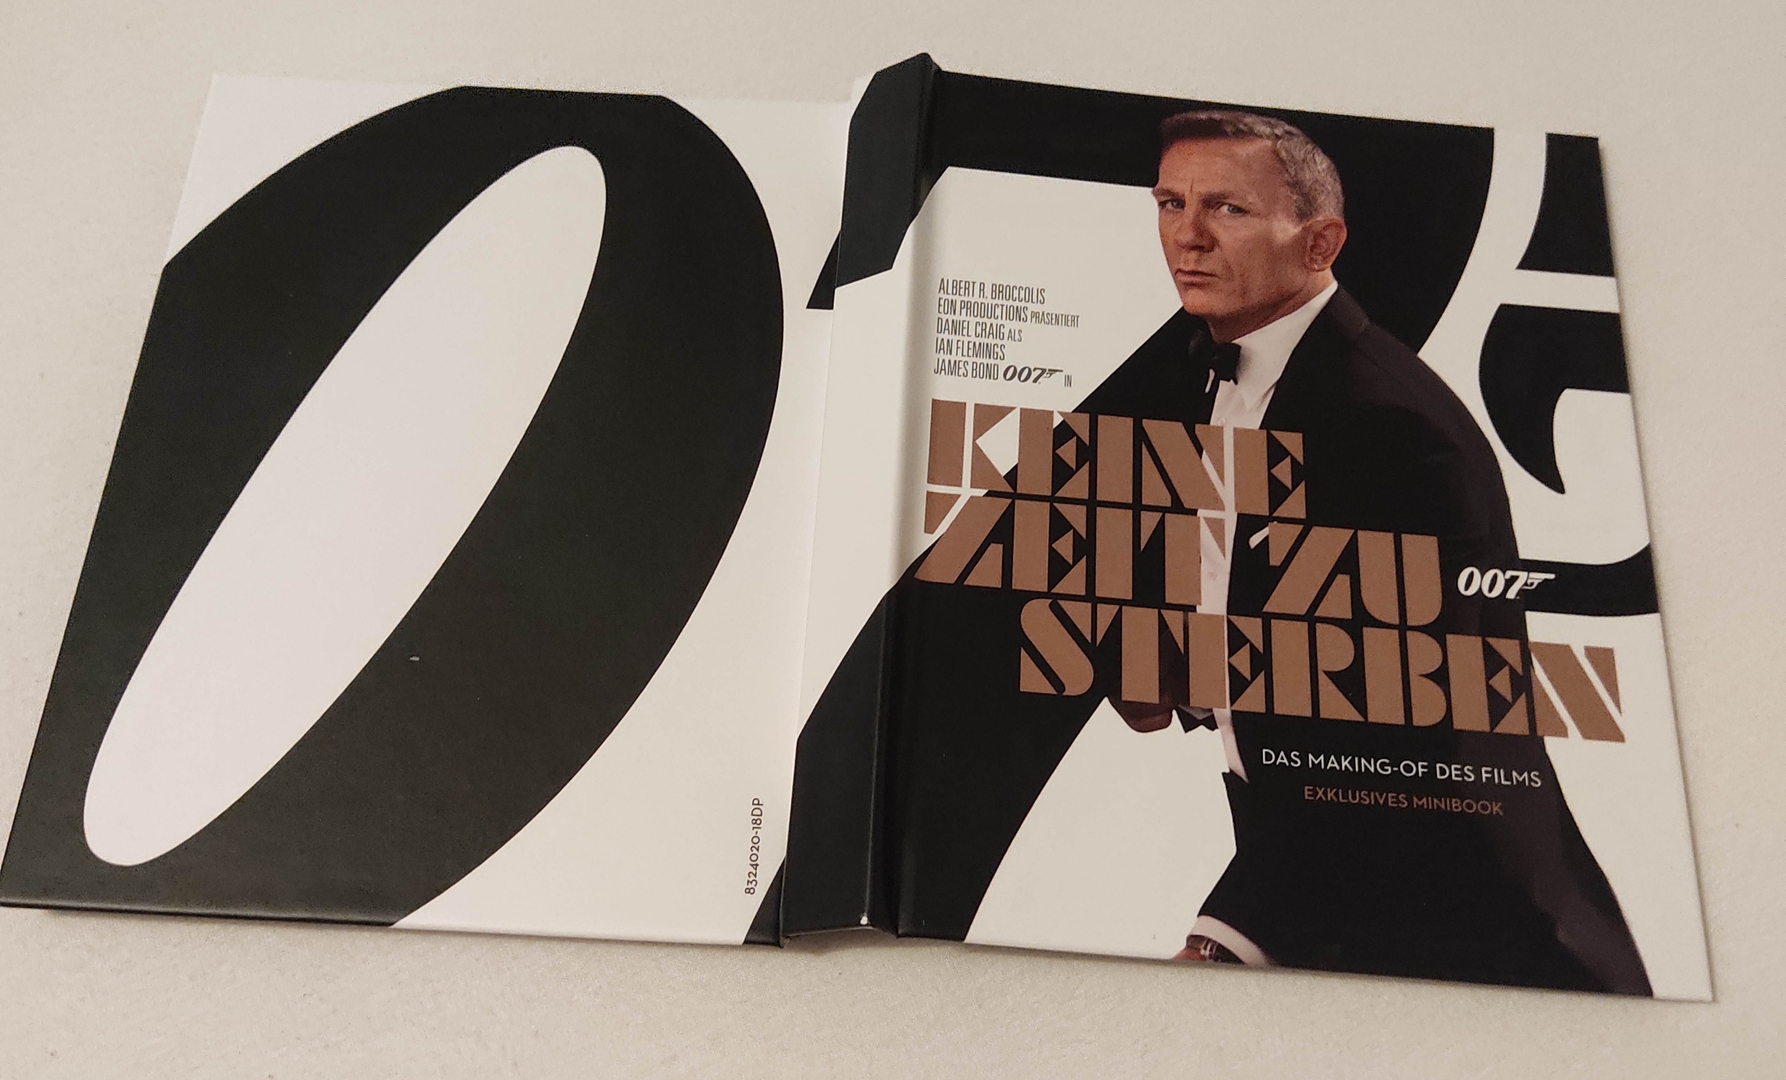 8324020-18DP
ALBERT R. BROCCOLIS
EON PRODUCTIONS PRÄSENTIERT
DANIEL CRAIG ALS
IAN FLEMINGS
JAMES BOND 007 IN
KEINE
ZEIT ZU
007
STERBEN
DAS MAKING-OF DES FILMS
EXKLUSIVES MINIBOOK